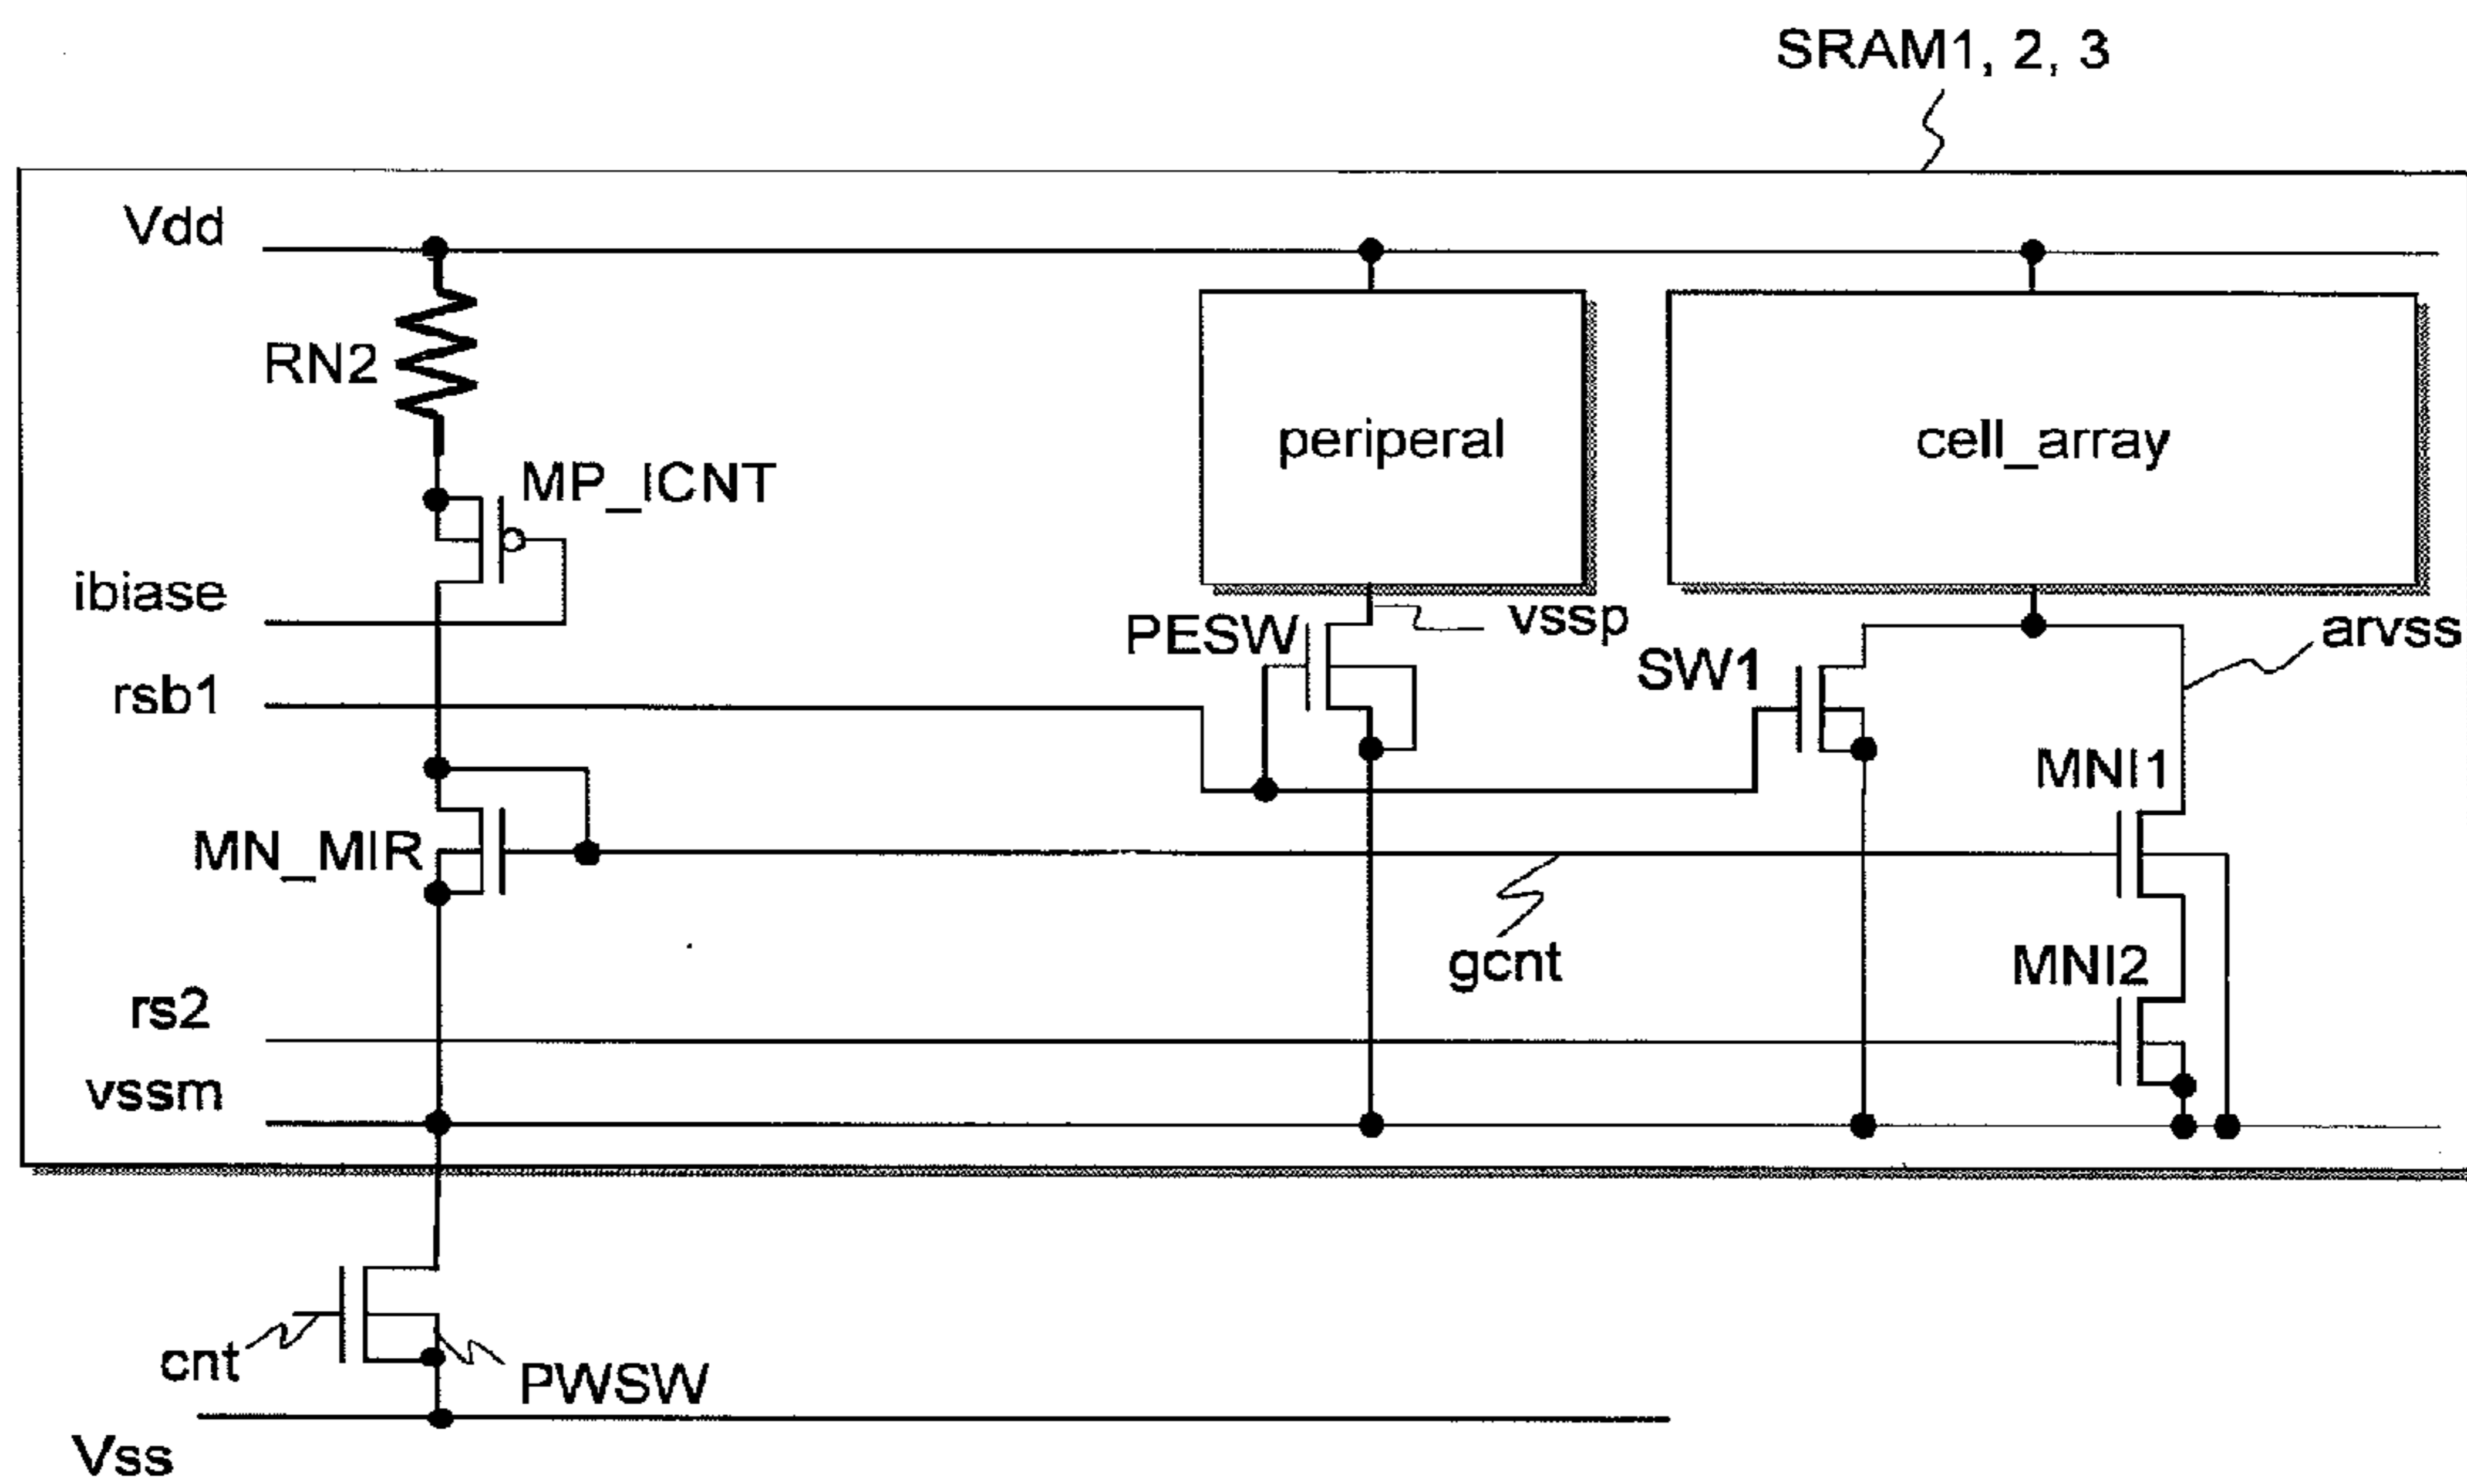 SRAM1, 2, 3
Vdd
RN2
periperal
cell_array
MP_ICNT
ibiase
PESW
vssp
arvss
rsb1
SW1
MNI1
MN_MIR
gcnt
MNI2
rs2
vssm
cnt
PWSW
Vss